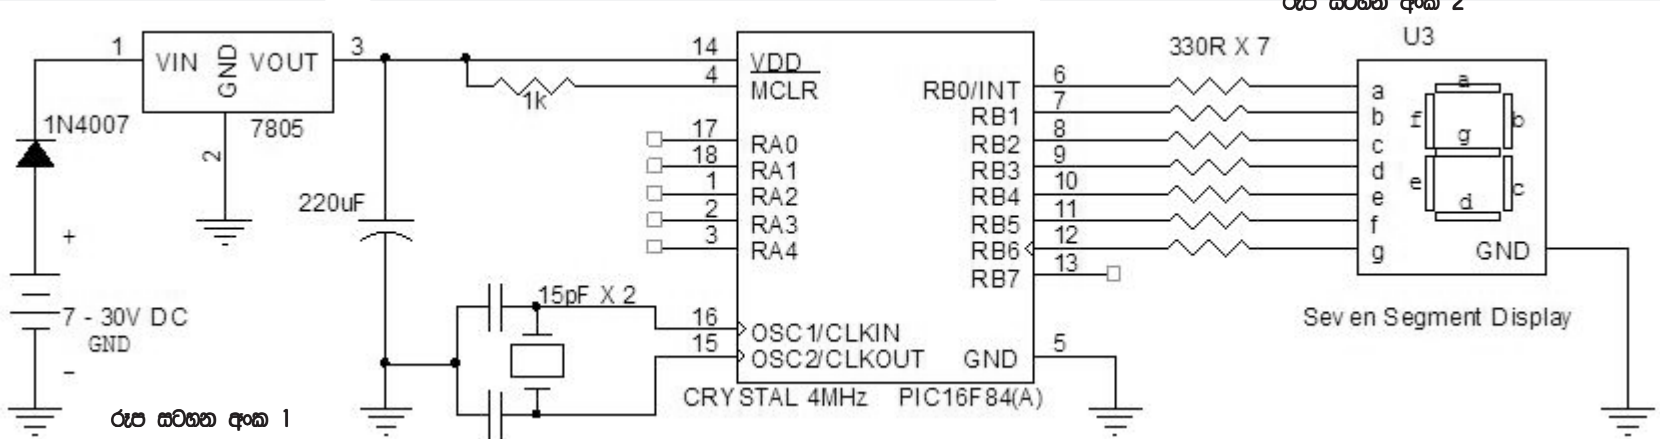 රූප සටහන අංක 2
1
VIN
GND
VOUT
3
7805
2
1N4007
+
7 - 30V DC
GND
-
220uF
1k
15pF X 2
14
VDD
4
MCLR
17
RA0
18
RA1
1
RA2
2
RA3
3
RA4
16
OSC1/CLKIN
15
OSC2/CLKOUT
CRYSTAL 4MHz
PIC16F84(A)
RB0/INT
6
RB1
7
RB2
8
RB3
9
RB4
10
RB5
11
RB6
12
RB7
13
GND
5
330R X 7
U3
a
b
c
d
e
f
g
a
f
b
g
e
c
d
GND
Seven Segment Display
රූප සටහන අංක 1